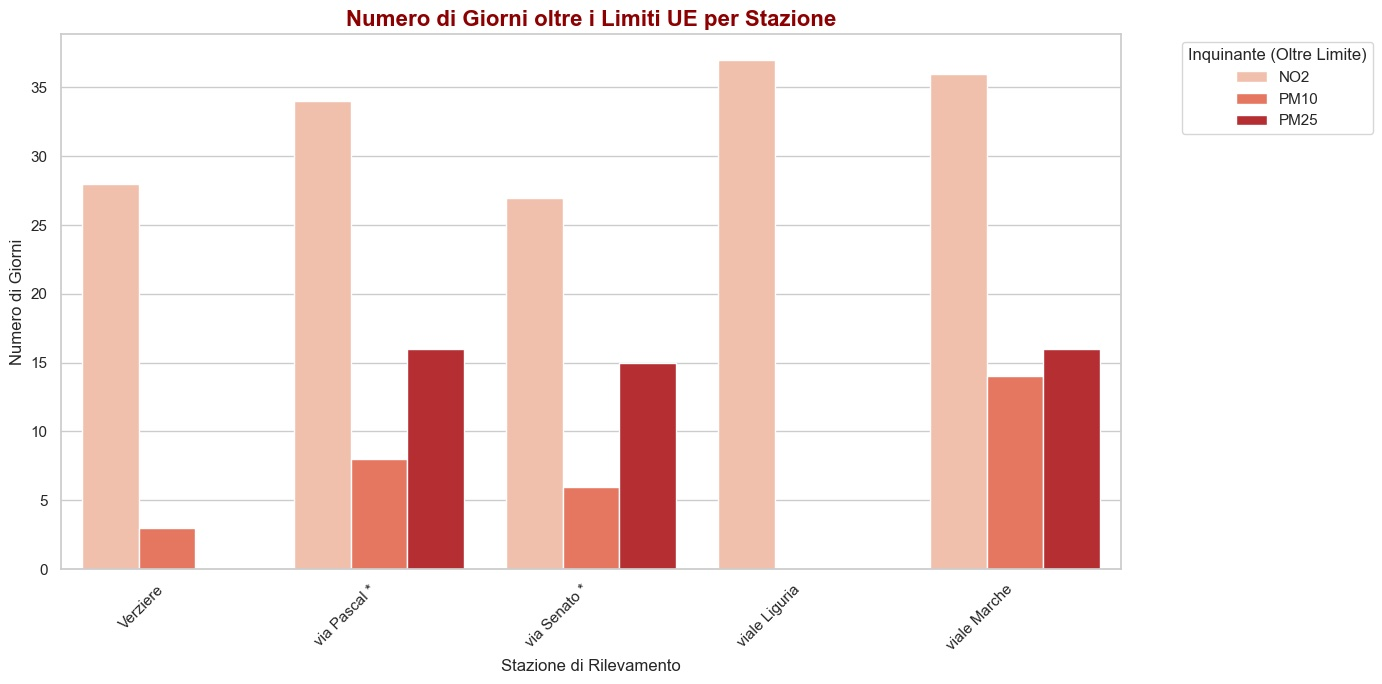 Numero di Giorni oltre i Limiti UE per Stazione
Inquinante (Oltre Limite)
NO2
PM10
PM25
Numero di Giorni
35
30
25
20
15
10
5
0
Verziere
via Pascal *
via Senato *
viale Liguria
viale Marche
Stazione di Rilevamento